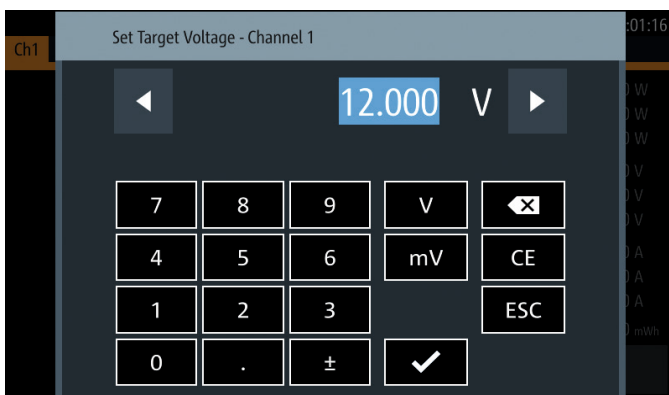 Set Target Voltage - Channel 1
:01:16
Ch1
12.000 V
W
W
W
V
V
V
A
A
A
mWh
7 8 9 V
4 5 6 mV CE
1 2 3 ESC
0 . ±